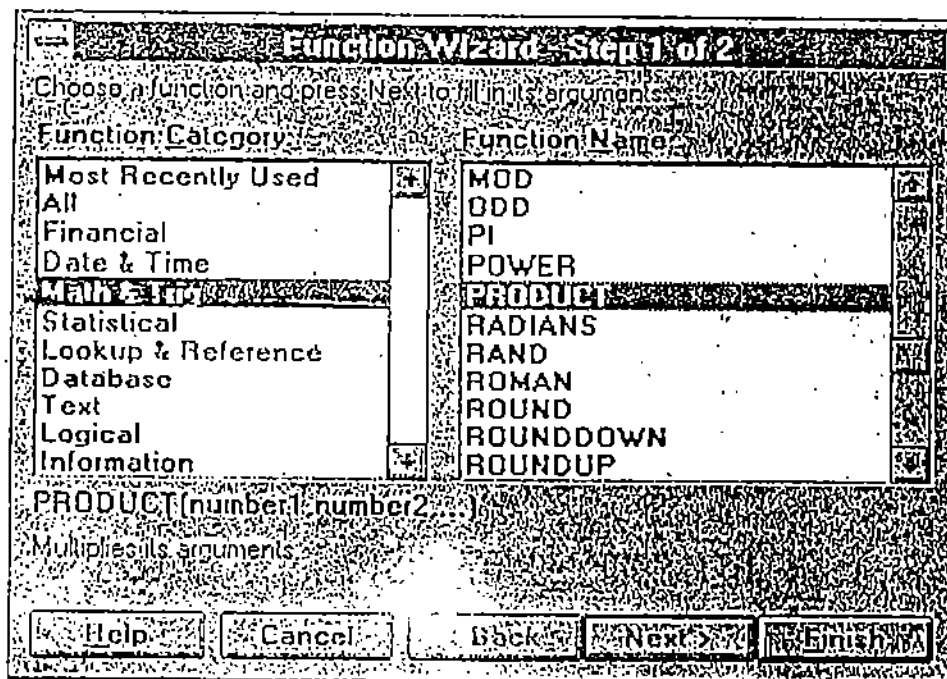 Function Wizard - Step 1 of 2
Choose a function and press Next to fill in its arguments
Function Category
Most Recently Used
All
Financial
Date & Time
Math & Trig
Statistical
Lookup & Reference
Database
Text
Logical
Information
Function Name
MOD
ODD
PI
POWER
PRODUCT
RADIANS
RAND
ROMAN
ROUND
ROUNDDOWN
ROUNDUP
PRODUCT(number1,number2,...)
Multiplies its arguments.
Help
Cancel
Back
Next >
Finish